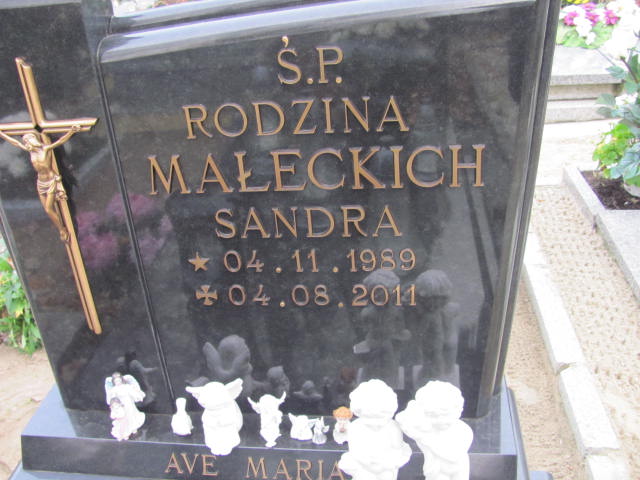 Ś.P.
RODZINA
MAŁECKICH
SANDRA
04.11.1989
04.08.2011
AVE MARIA